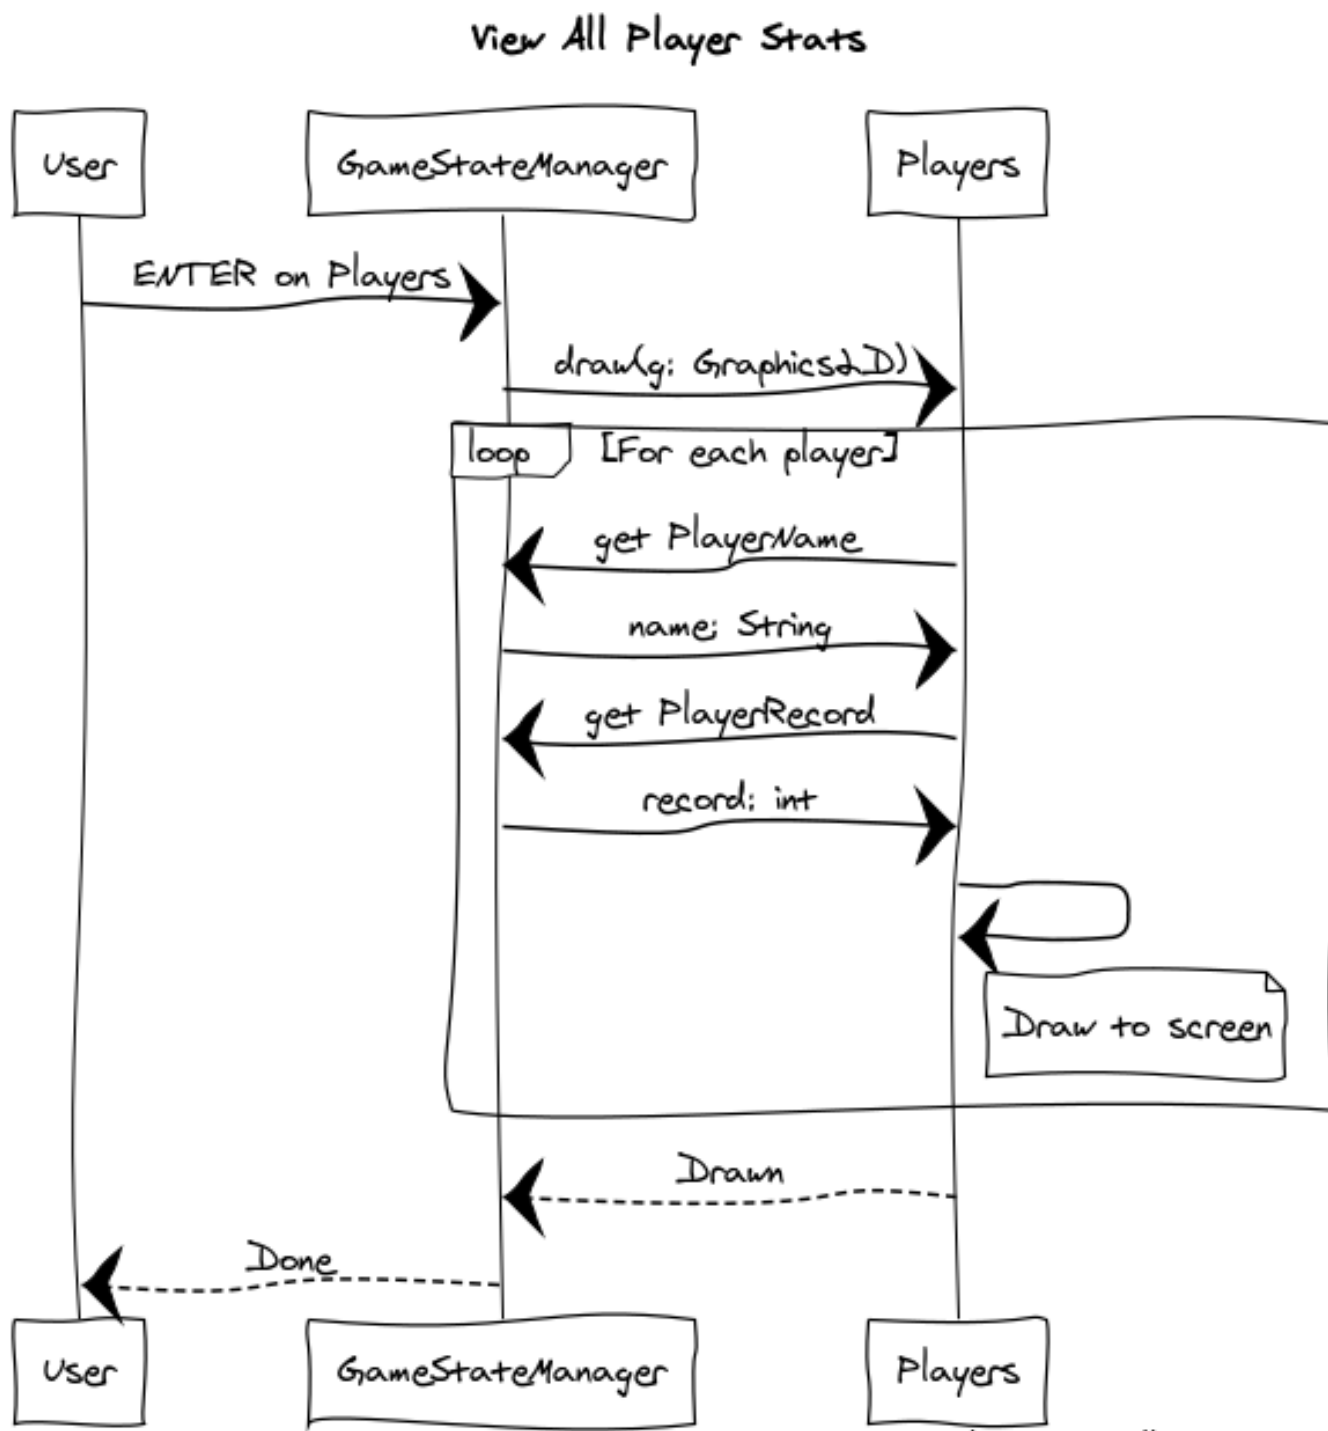 View All Player Stats
User
GameStateManager
Players
ENTER on Players
draw(g: Graphics2D)
loop
[For each player]
get PlayerName
name: String
get PlayerRecord
record: int
Draw to screen
Drawn
Done
User
GameStateManager
Players